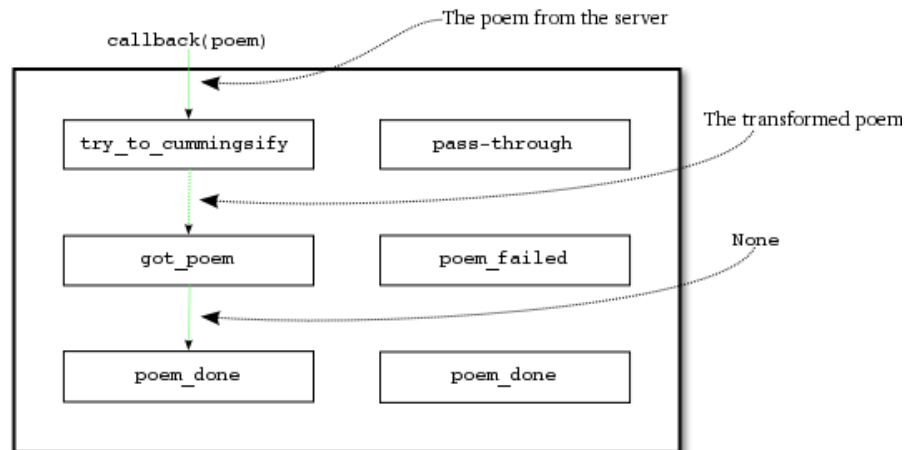 The poem from the server
callback(poem)
The transformed poem
try_to_cummingsify
pass-through
None
got_poem
poem_failed
poem_done
poem_done